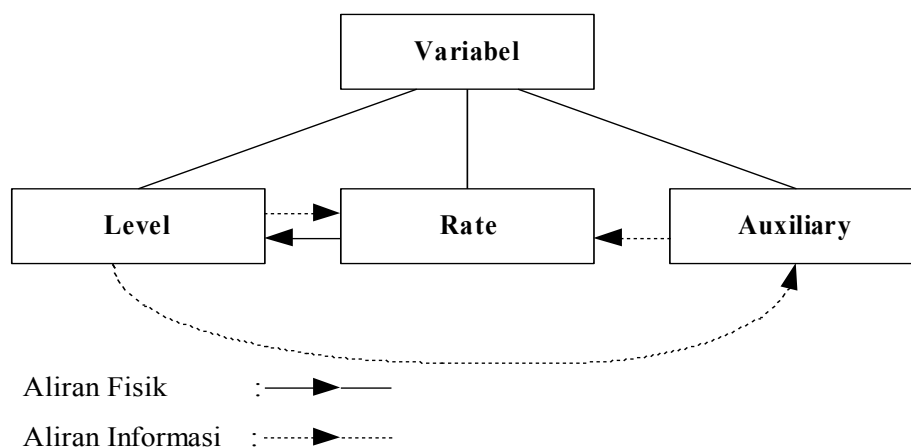 Variabel
Level
Rate
Auxiliary
Aliran Fisik :
Aliran Informasi :